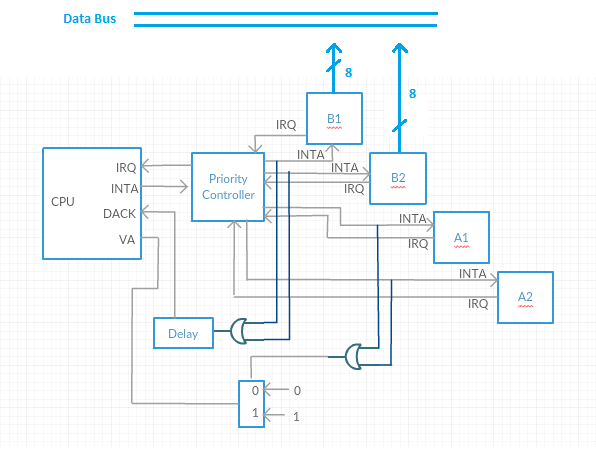 Data Bus
8
8
B1
IRQ
INTA
INTA
IRQ
B2
IRQ
INTA
DACK
VA
CPU
Priority
Controller
INTA
IRQ
A1
INTA
IRQ
A2
Delay
0
0
1
1